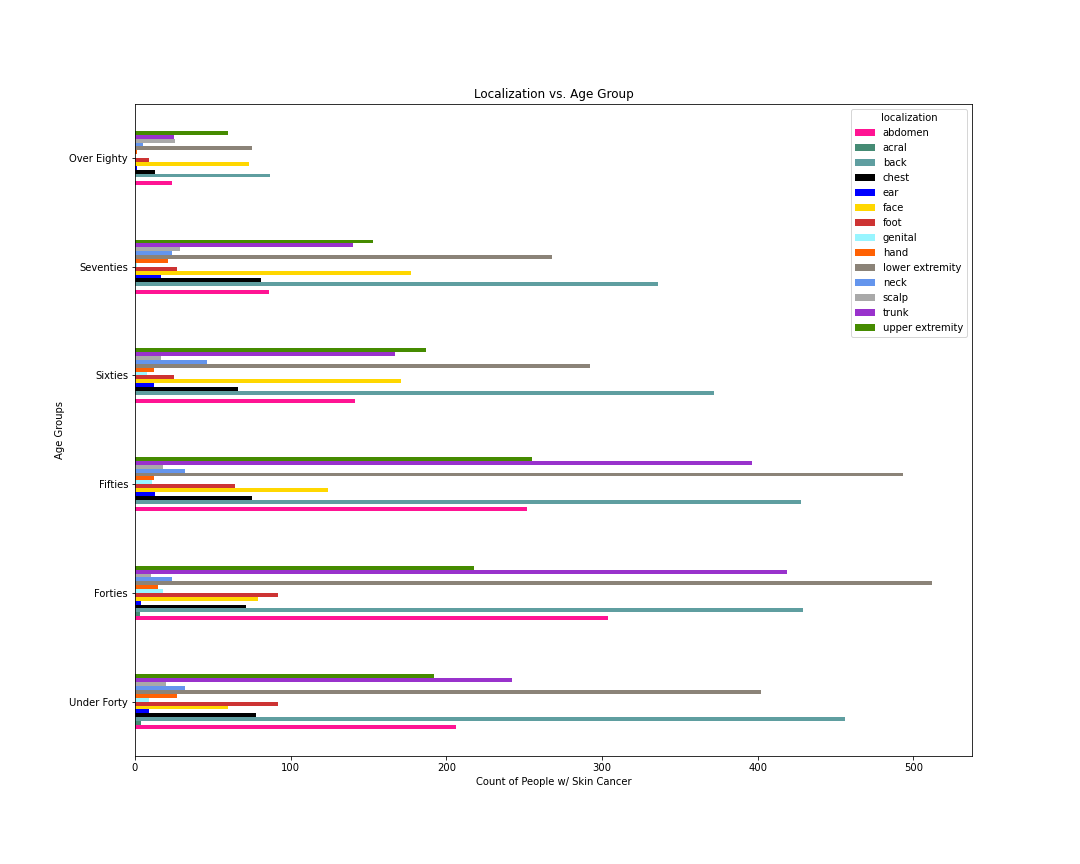 Localization vs. Age Group
localization
abdomen
acral
back
chest
ear
face
foot
genital
hand
lower extremity
neck
scalp
trunk
upper extremity
Age Groups
Over Eighty
Seventies
Sixties
Fifties
Forties
Under Forty
0 100 200 300 400 500
Count of People w/ Skin Cancer